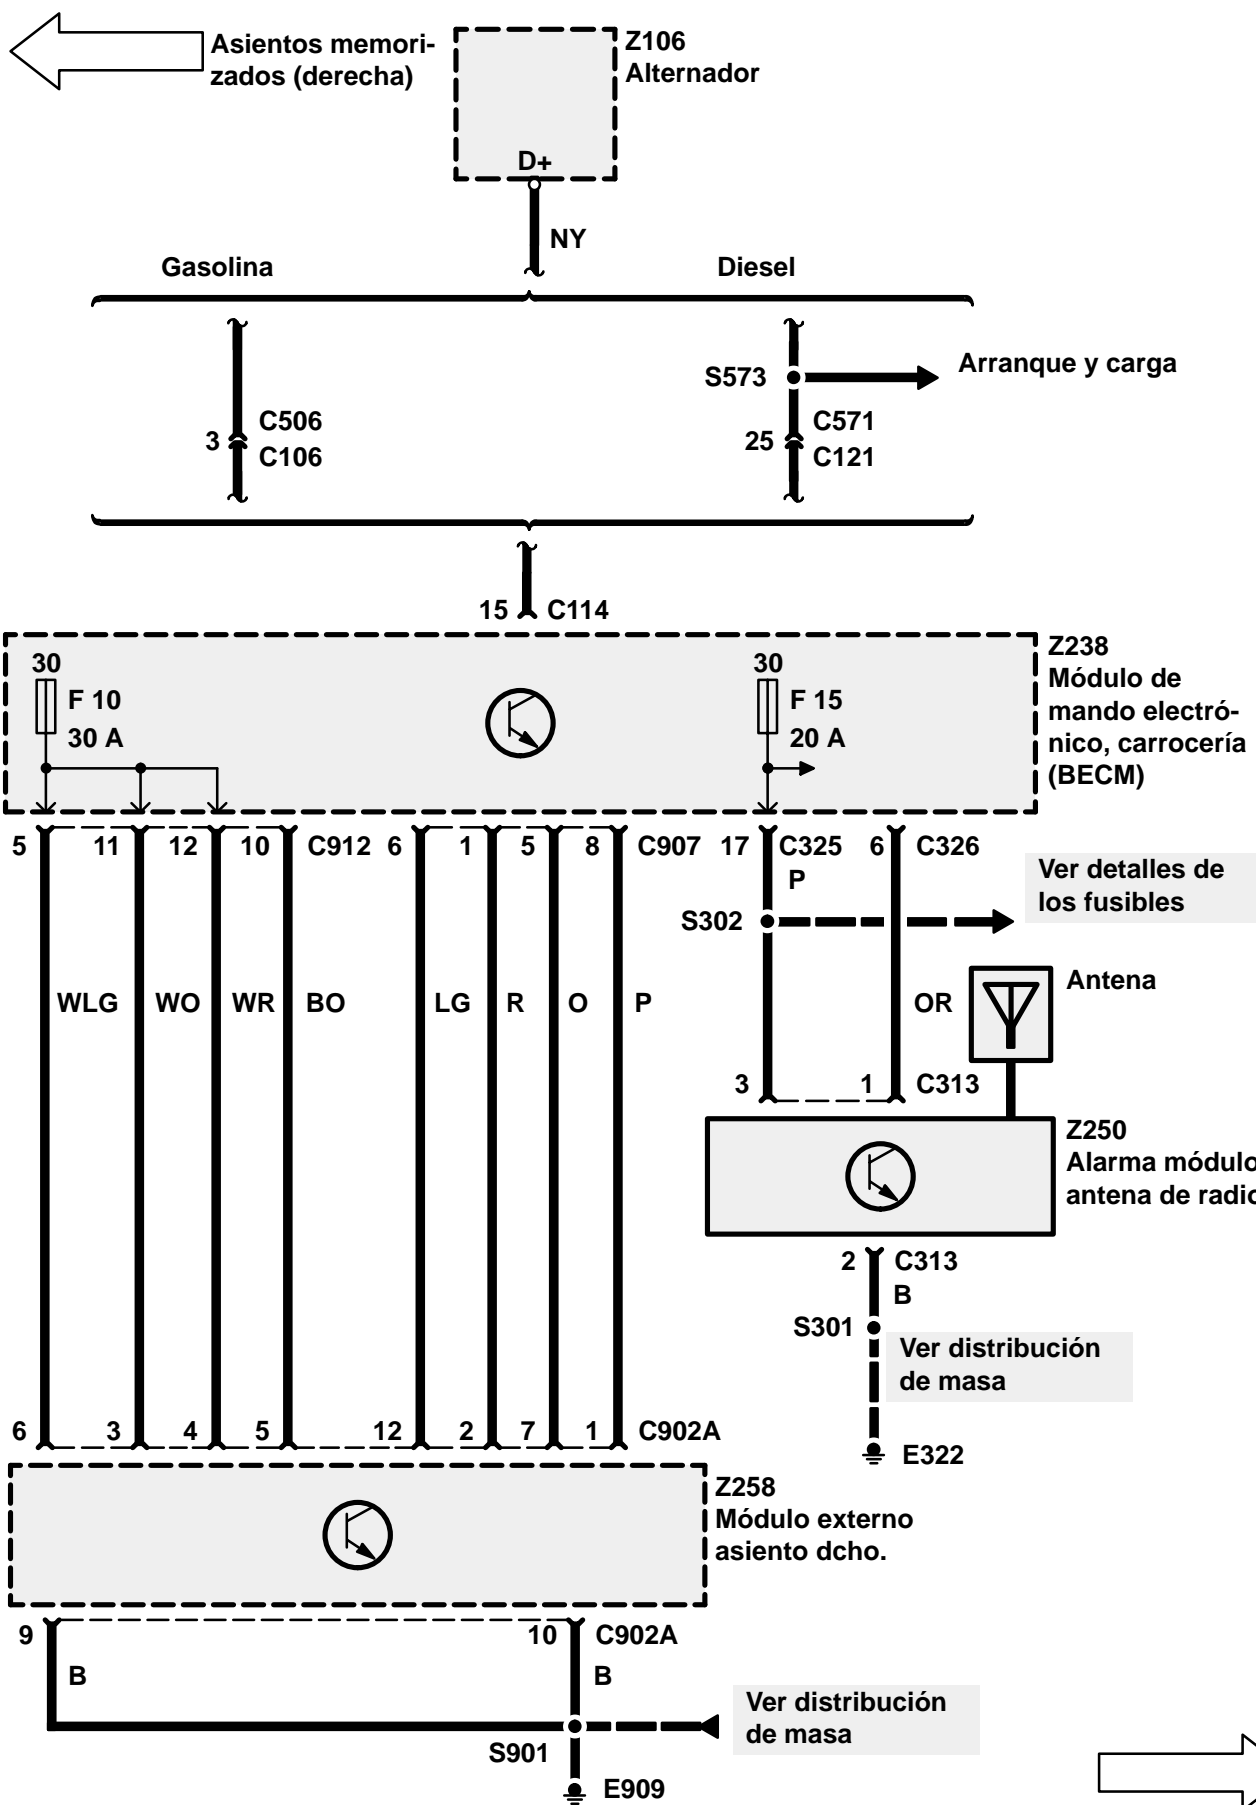 Asientos memori-
zados (derecha)
Z106
Alternador
D+
NY
Gasolina
Diesel
S573
Arranque y carga
3
C506
C106
25
C571
C121
15
C114
Z238
Módulo de
mando electró-
nico, carrocería
(BECM)
30
F 10
30 A
30
F 15
20 A
5
11
12
10
C912
6
1
5
8
C907
17
C325
6
C326
P
S302
Ver detalles de
los fusibles
WLG
WO
WR
BO
LG
R
O
P
OR
Antena
3
1
C313
Z250
Alarma módulo
antena de radio
2
C313
B
S301
Ver distribución
de masa
E322
6
3
4
5
12
2
7
1
C902A
Z258
Módulo externo
asiento dcho.
9
10
C902A
B
B
S901
Ver distribución
de masa
E909